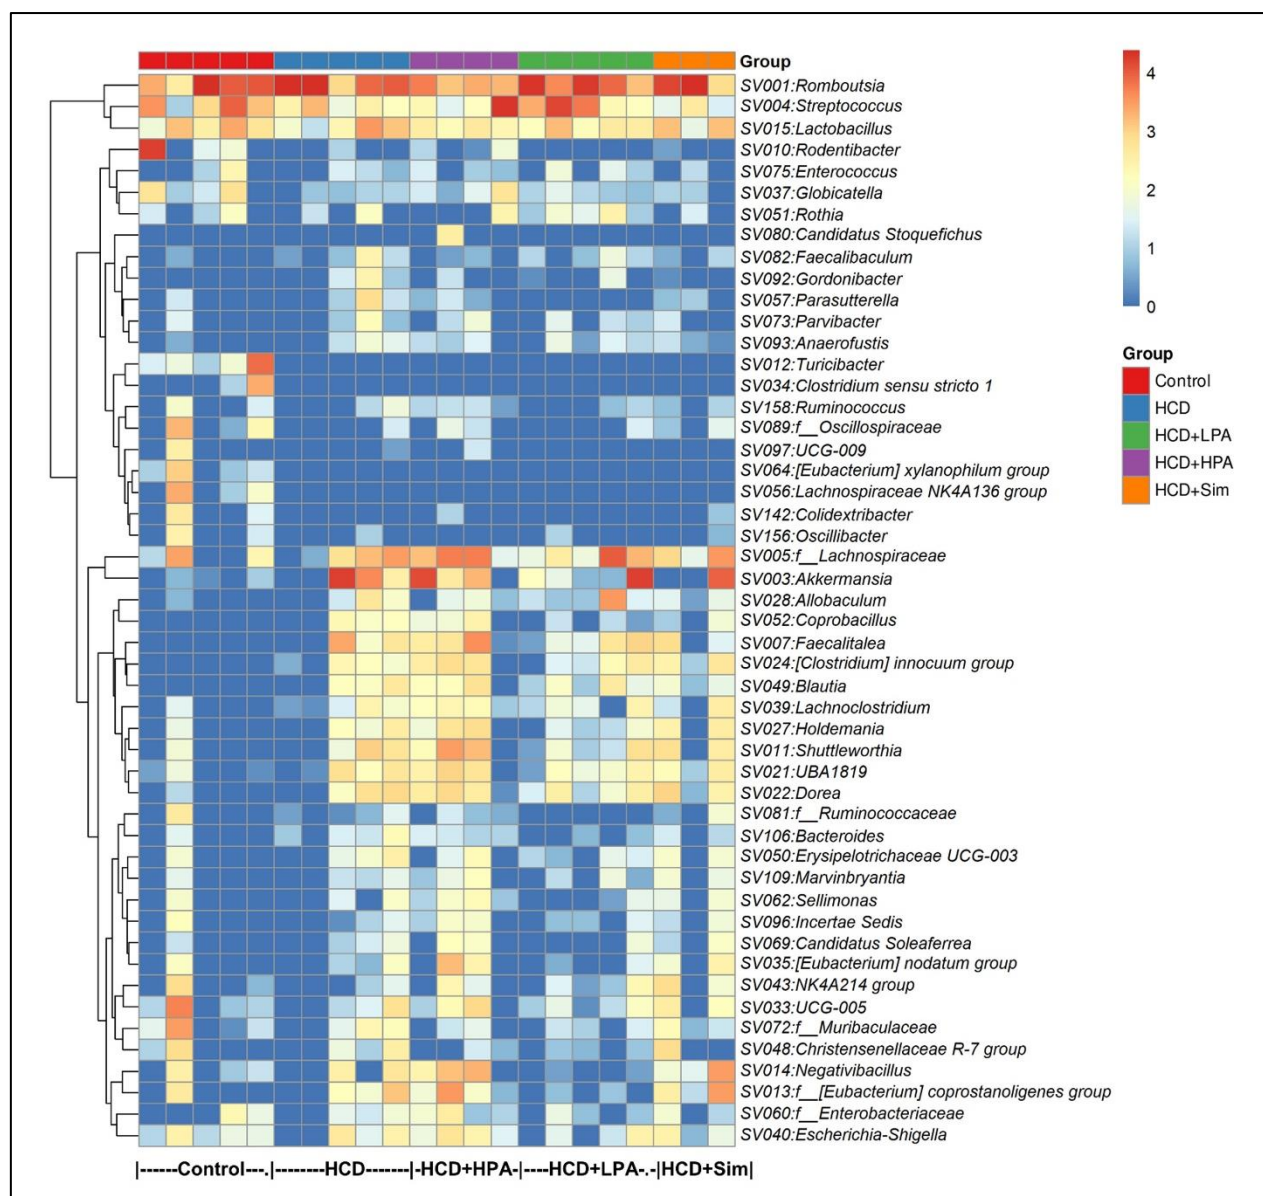 Group
SV001:Romboutsia
SV004:Streptococcus
SV015:Lactobacillus
SV010:Rodentibacter
SV075:Enterococcus
SV037:Globicatella
SV051:Rothia
SV080:Candidatus Stoquefichus
SV082:Faecalibaculum
SV092:Gordonibacter
SV057:Parasutterella
SV073:Parvibacter
SV093:Anaerofustis
SV012:Turicibacter
SV034:Clostridium sensu stricto 1
SV158:Ruminococcus
SV089:f__Oscillospiraceae
SV097:UCG-009
SV064:[Eubacterium] xylanophilum group
SV056:Lachnospiraceae NK4A136 group
SV142:Colidextribacter
SV156:Oscillibacter
SV005:f__Lachnospiraceae
SV003:Akkermansia
SV028:Allobaculum
SV052:Coprobacillus
SV007:Faecalitalea
SV024:[Clostridium] innocuum group
SV049:Blautia
SV039:Lachnoclostridium
SV027:Holdemania
SV011:Shuttleworthia
SV021:UBA1819
SV022:Dorea
SV081:f__Ruminococcaceae
SV106:Bacteroides
SV050:Erysipelotrichaceae UCG-003
SV109:Marvinbryantia
SV062:Sellimonas
SV096:Incertae Sedis
SV069:Candidatus Soleaferrea
SV035:[Eubacterium] nodatum group
SV043:NK4A214 group
SV033:UCG-005
SV072:f__Muribaculaceae
SV048:Christensenellaceae R-7 group
SV014:Negativibacillus
SV013:f__[Eubacterium] coprostanoligenes group
SV060:f__Enterobacteriaceae
SV040:Escherichia-Shigella
|------Control---.|--------HCD-------|-HCD+HPA-|----HCD+LPA-.-|HCD+Sim|
4
3
2
1
0
Group
Control
HCD
HCD+LPA
HCD+HPA
HCD+Sim